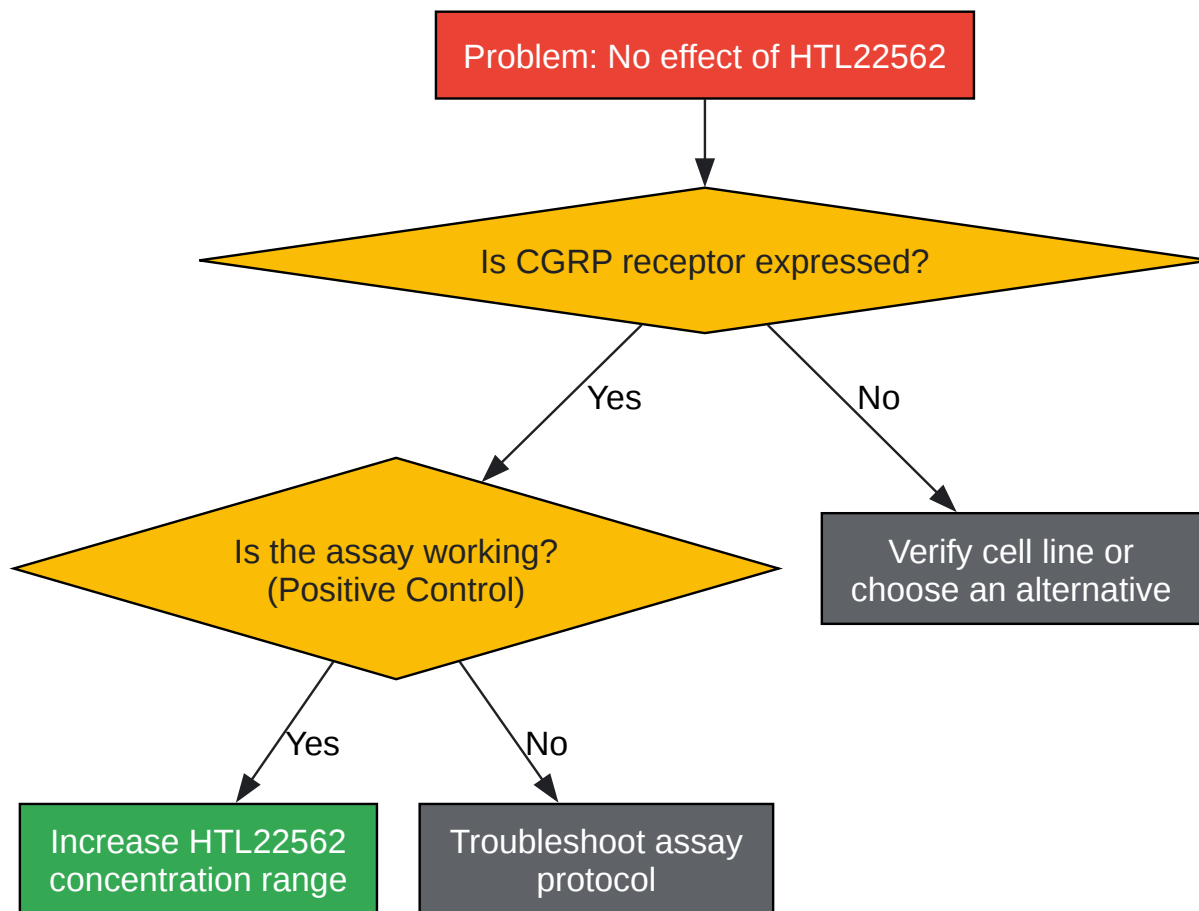 Problem: No effect of HTL22562
Is CGRP receptor expressed?
Yes
No
Is the assay working?
(Positive Control)
Verify cell line or
choose an alternative
Yes
No
Increase HTL22562
concentration range
Troubleshoot assay
protocol